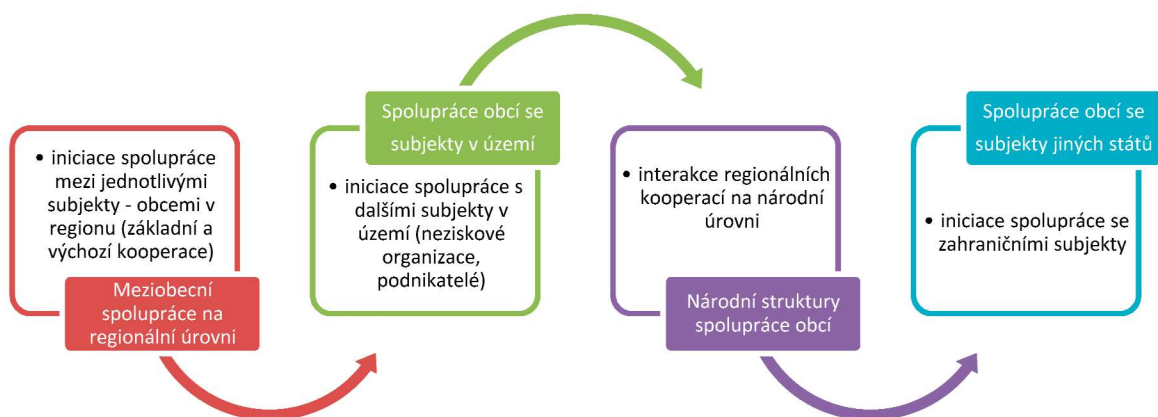 • iniciace spolupráce
mezi jednotlivými
subjekty - obcemi v
regionu (základní a
výchozí kooperace)
Meziobecní
spolupráce na
regionální úrovni
Spolupráce obcí se
subjekty v území
• iniciace spolupráce s
dalšími subjekty v
území (neziskové
organizace,
podnikatelé)
• interakce regionálních
kooperací na národní
úrovni
Národní struktury
spolupráce obcí
Spolupráce obcí se
subjekty jiných států
• iniciace spolupráce se
zahraničními subjekty